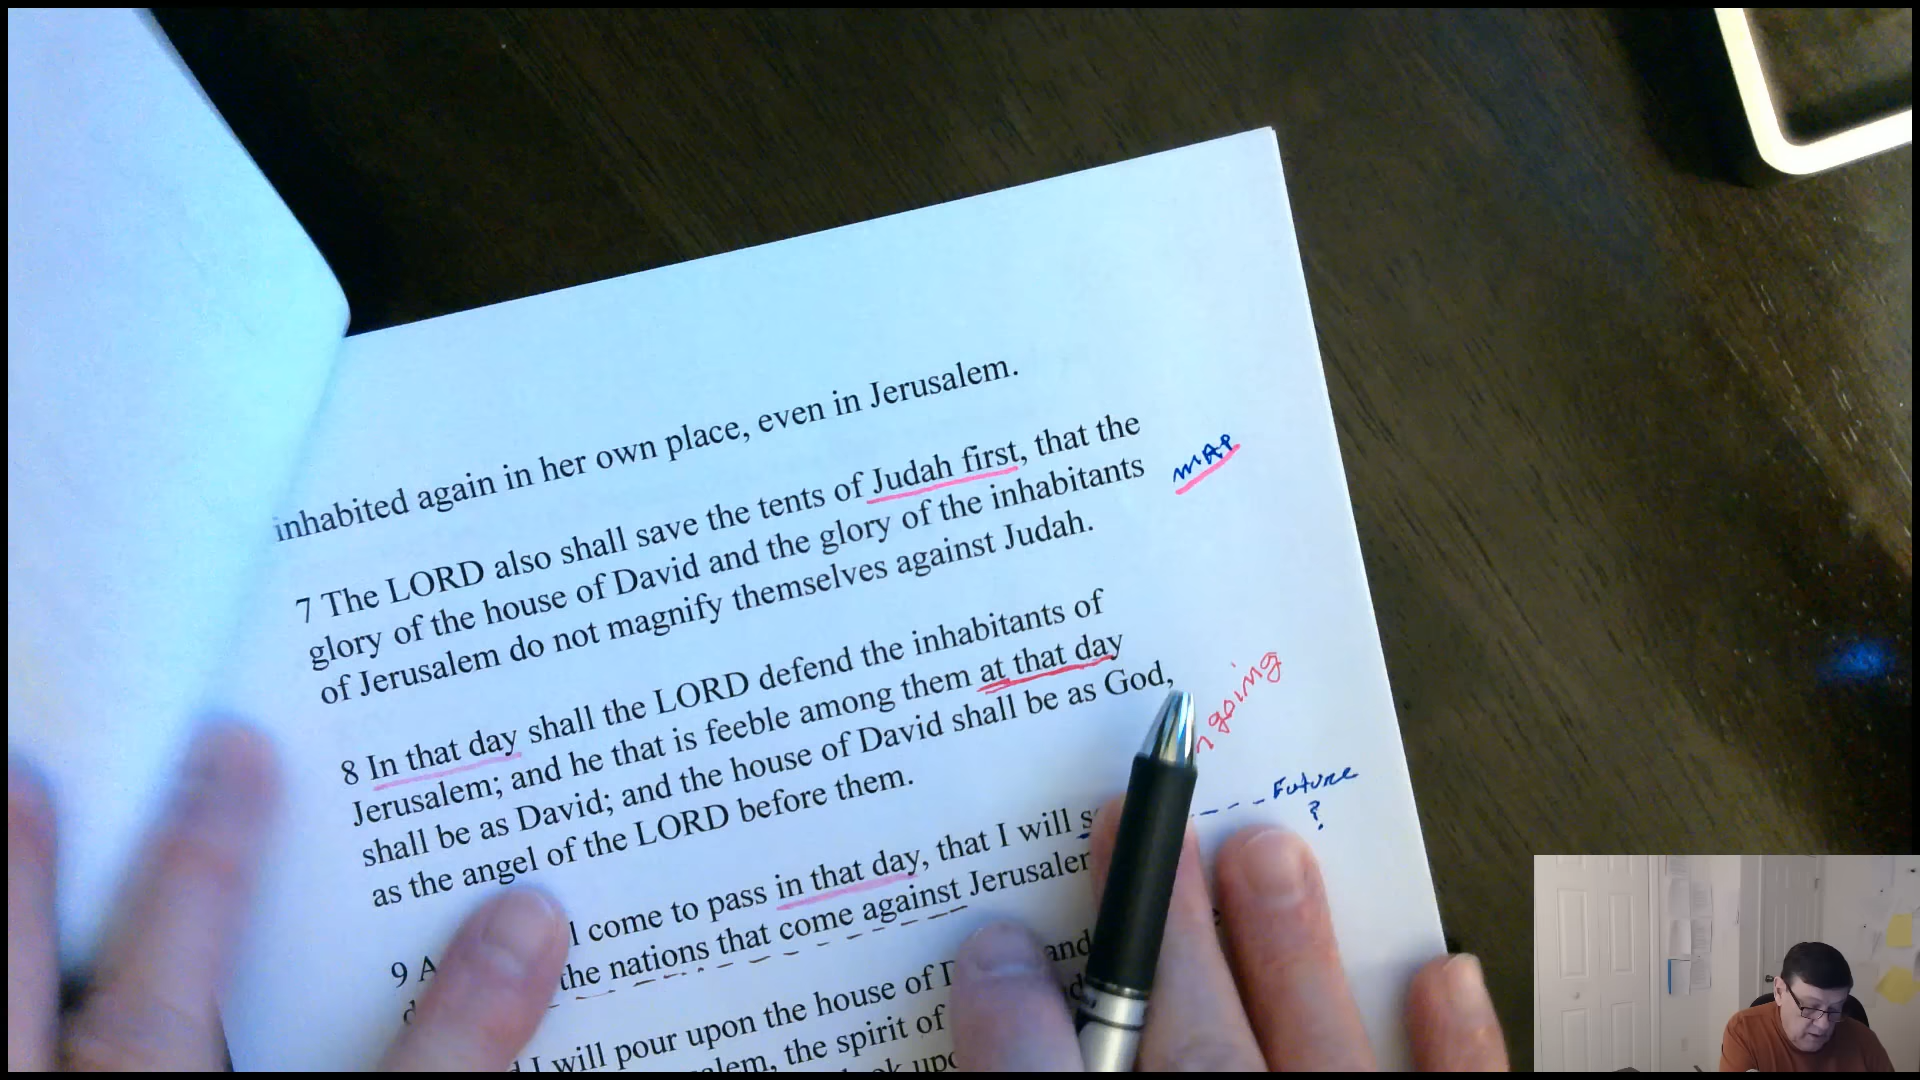 inhabited again in her own place, even in Jerusalem.
7 The LORD also shall save the tents of Judah first, that the
glory of the house of David and the glory of the inhabitants
of Jerusalem do not magnify themselves against Judah.
MAP
8 In that day shall the LORD defend the inhabitants of
Jerusalem; and he that is feeble among them at that day
shall be as David; and the house of David shall be as God,
as the angel of the LORD before them.
going
Future
?
9 come to pass in that day, that I will
the nations that come against
and
I will pour upon the house of
the spirit of